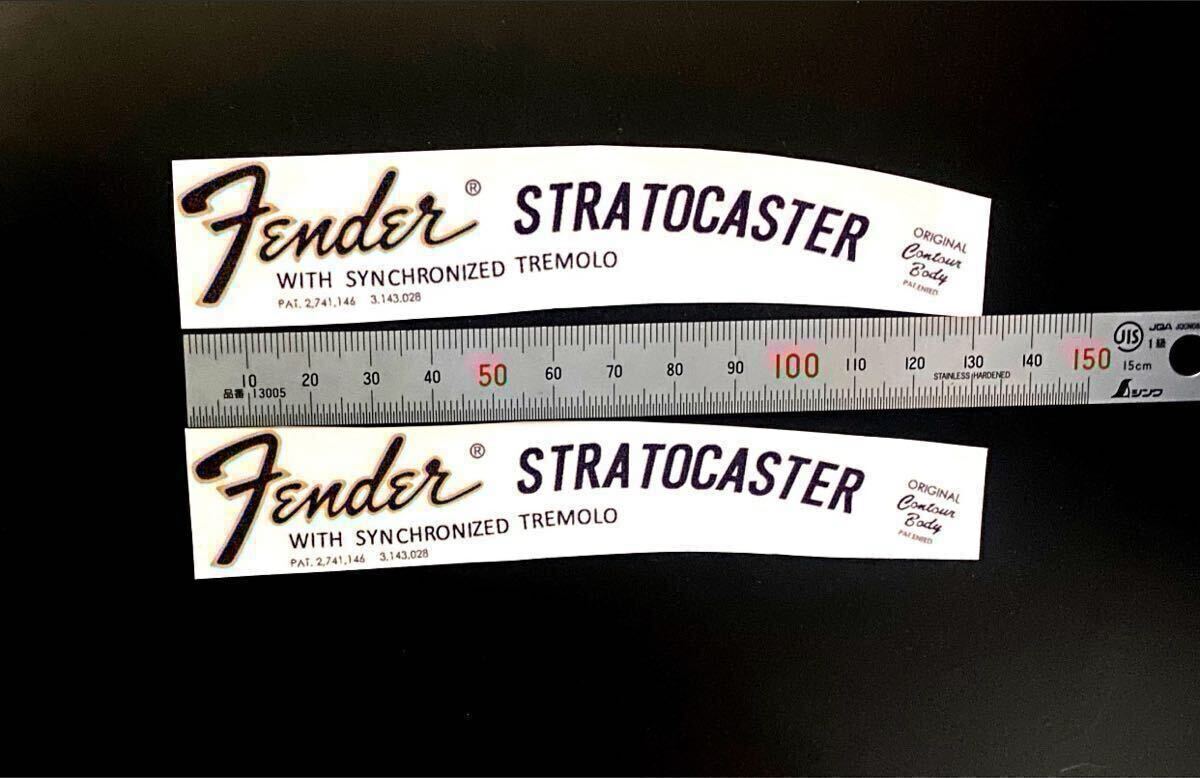 Fender® STRATOCASTER
WITH SYNCHRONIZED TREMOLO
PAT. 2,741,146 3,143,028
ORIGINAL
Contour
Body
PATENTED
10 20 30 40 50 60 70 80 90 100 110 120 130 140 150
品番:13005
STAINLESS HARDENED
JIS
1級
JQA
15cm
シンワ
Fender® STRATOCASTER
WITH SYNCHRONIZED TREMOLO
PAT. 2,741,146 3,143,028
ORIGINAL
Contour
Body
PATENTED